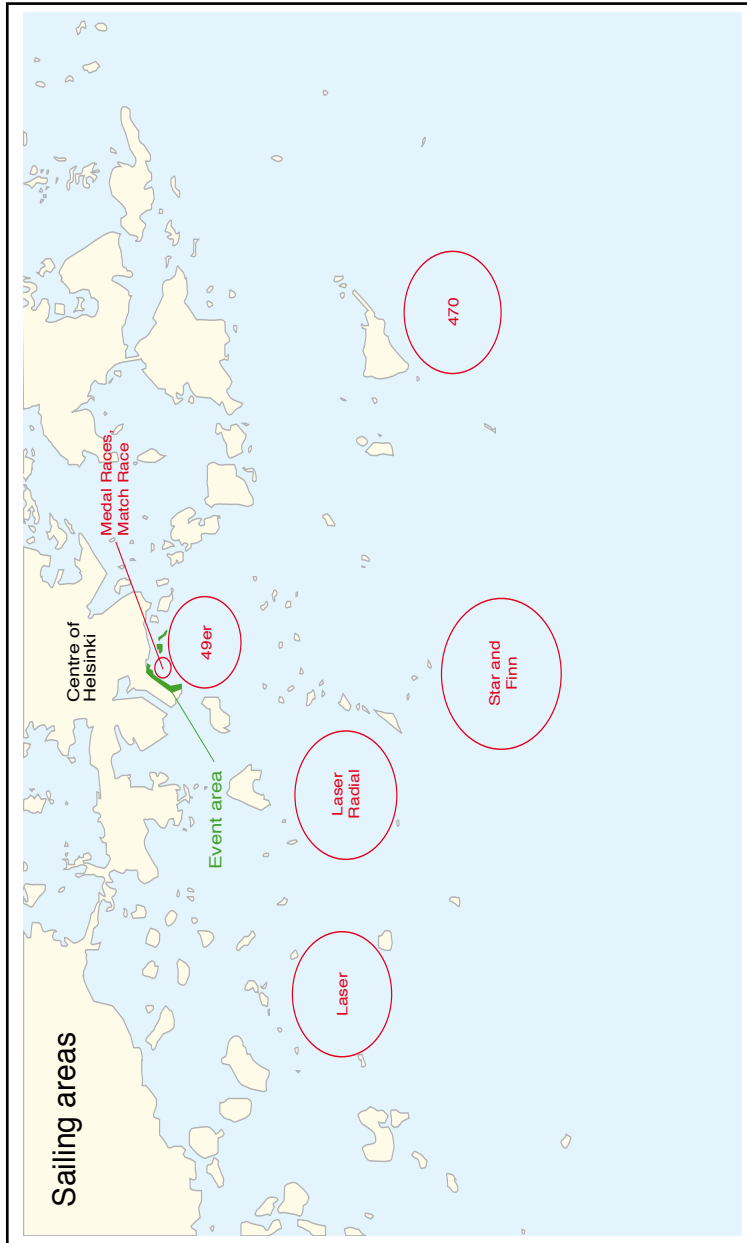 Sailing areas
Centre of
Helsinki
Medal Races,
Match Race
Event area
49er
Laser
Laser
Radial
Star and
Finn
470